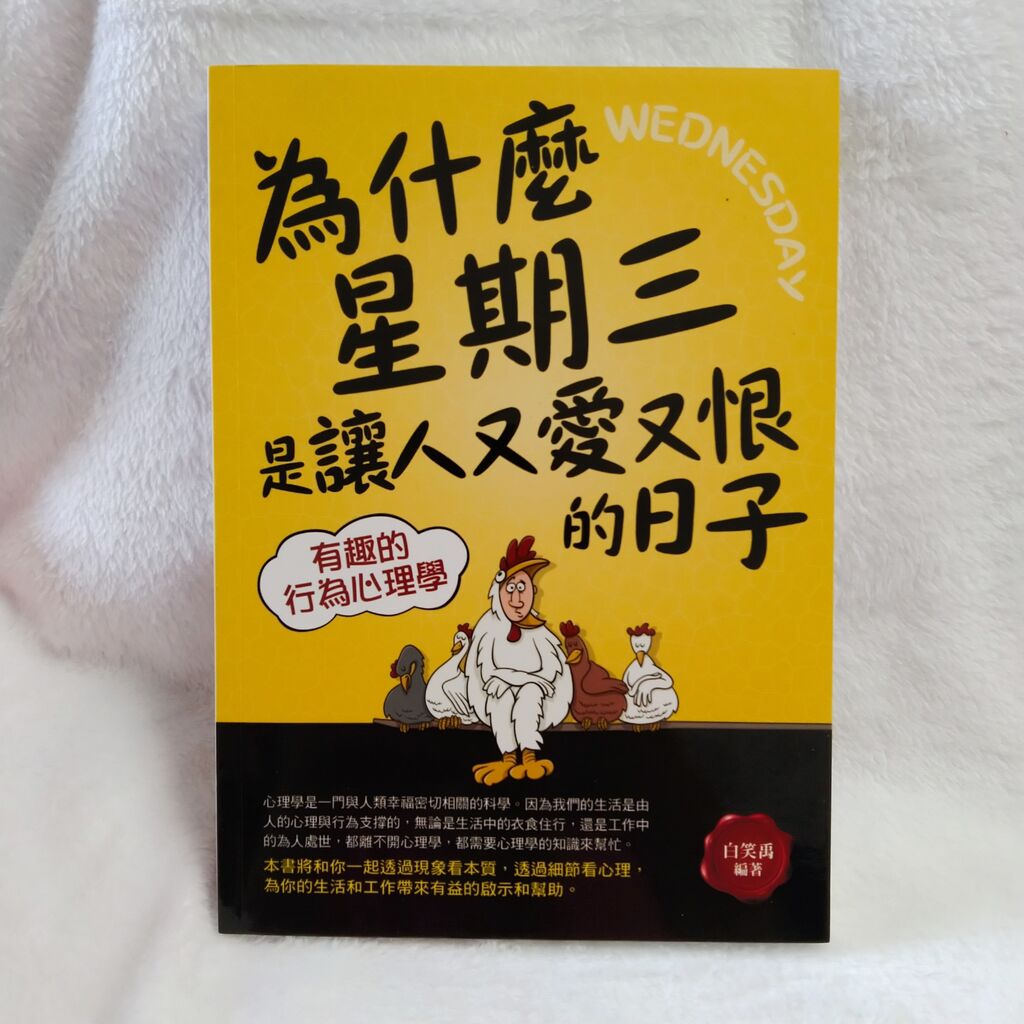 WEDNESDAY
為什麼
星期三
是讓人又愛又恨
的日子
有趣的
行為心理學
心理學是一門與人類幸福密切相關的科學。因為我們的生活是由
人的心理與行為支撐的，無論是生活中的衣食住行，還是工作中
的為人處世，都離不開心理學，都需要心理學的知識來幫忙。
本書將和你一起透過現象看本質，透過細節看心理，
為你的生活和工作帶來有益的啟示和幫助。
白笑禹
編著